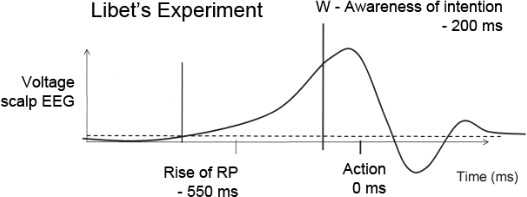 Libet's Experiment
W - Awareness of intention
- 200 ms
Voltage
scalp EEG
Rise of RP
- 550 ms
Action
0 ms
Time (ms)